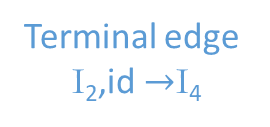 Terminal edge
I₂,id →I₄